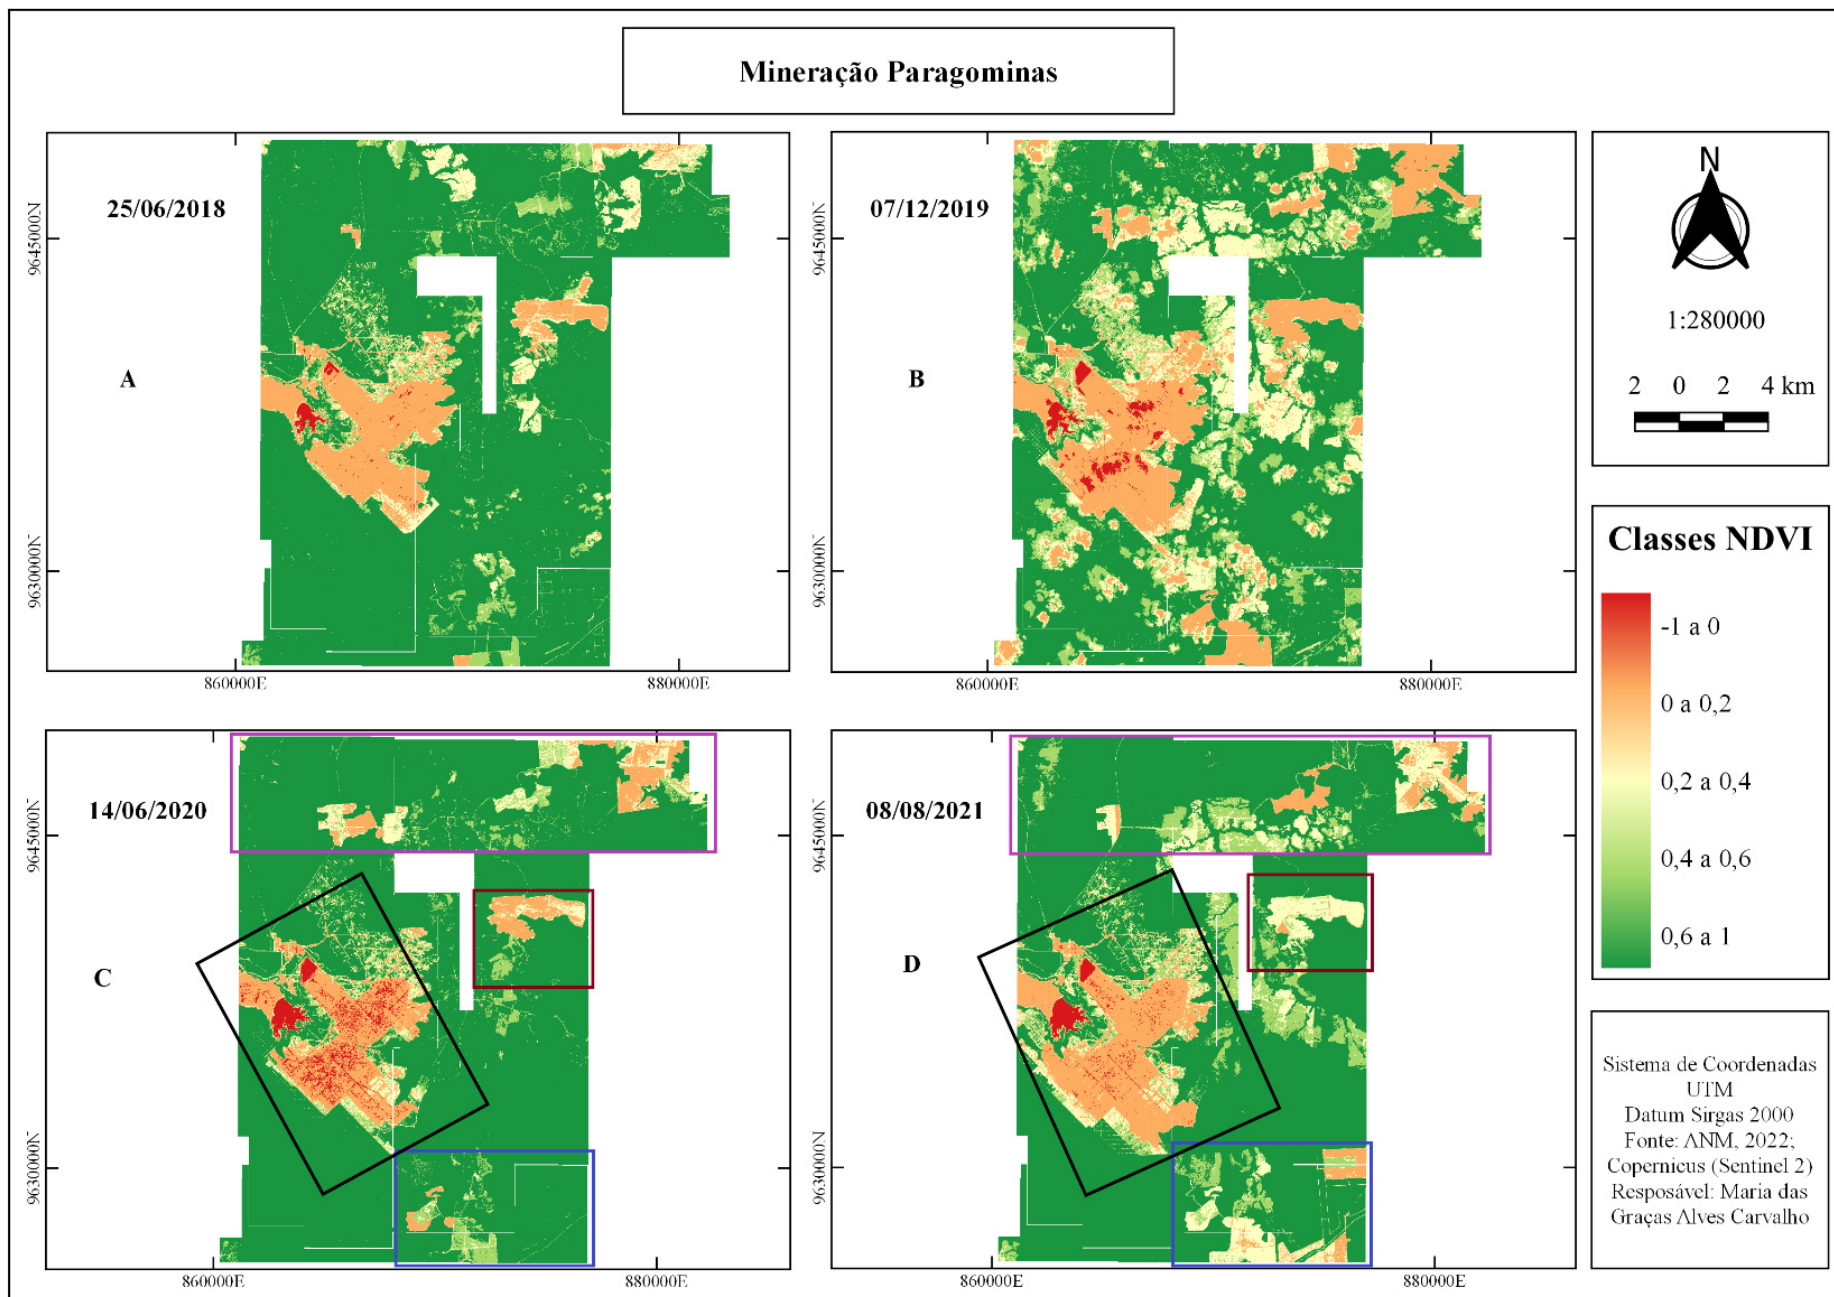 Mineração Paragominas
25/06/2018
A
9645000N
9630000N
860000E
880000E
07/12/2019
B
9645000N
9630000N
860000E
880000E
14/06/2020
C
9645000N
9630000N
860000E
880000E
08/08/2021
D
9645000N
9630000N
860000E
880000E
N
1:280000
2 0 2 4 km
Classes NDVI
-1 a 0
0 a 0,2
0,2 a 0,4
0,4 a 0,6
0,6 a 1
Sistema de Coordenadas
UTM
Datum Sirgas 2000
Fonte: ANM, 2022;
Copernicus (Sentinel 2)
Resposável: Maria das
Graças Alves Carvalho